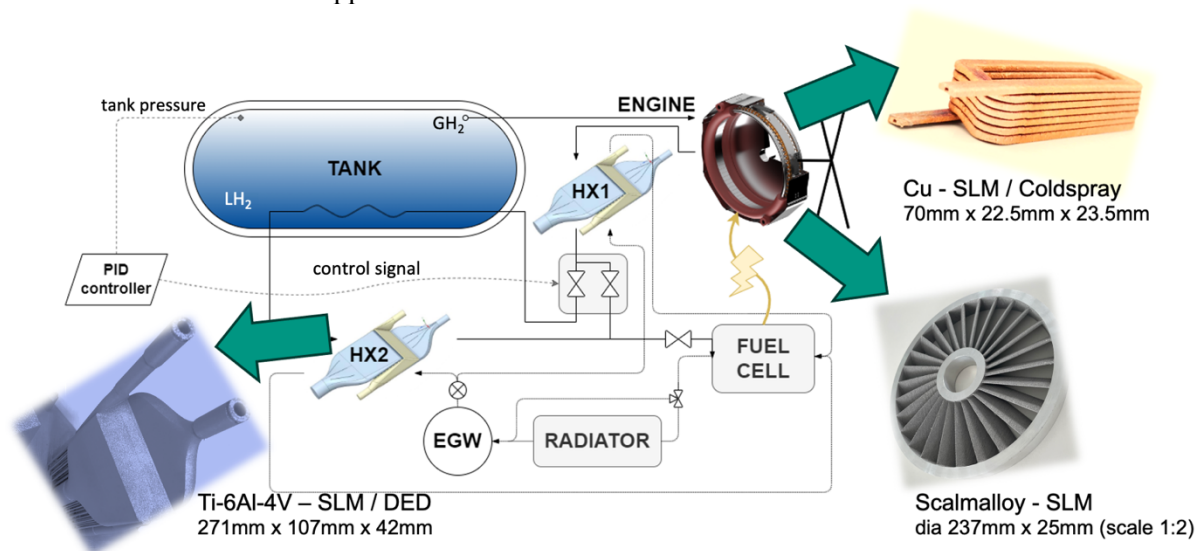 tank pressure
GH₂
ENGINE
TANK
HX1
LH₂
Cu - SLM / Coldspray
70mm x 22.5mm x 23.5mm
PID
controller
control signal
HX2
FUEL
CELL
EGW
RADIATOR
Ti-6Al-4V – SLM / DED
271mm x 107mm x 42mm
Scalmalloy - SLM
dia 237mm x 25mm (scale 1:2)